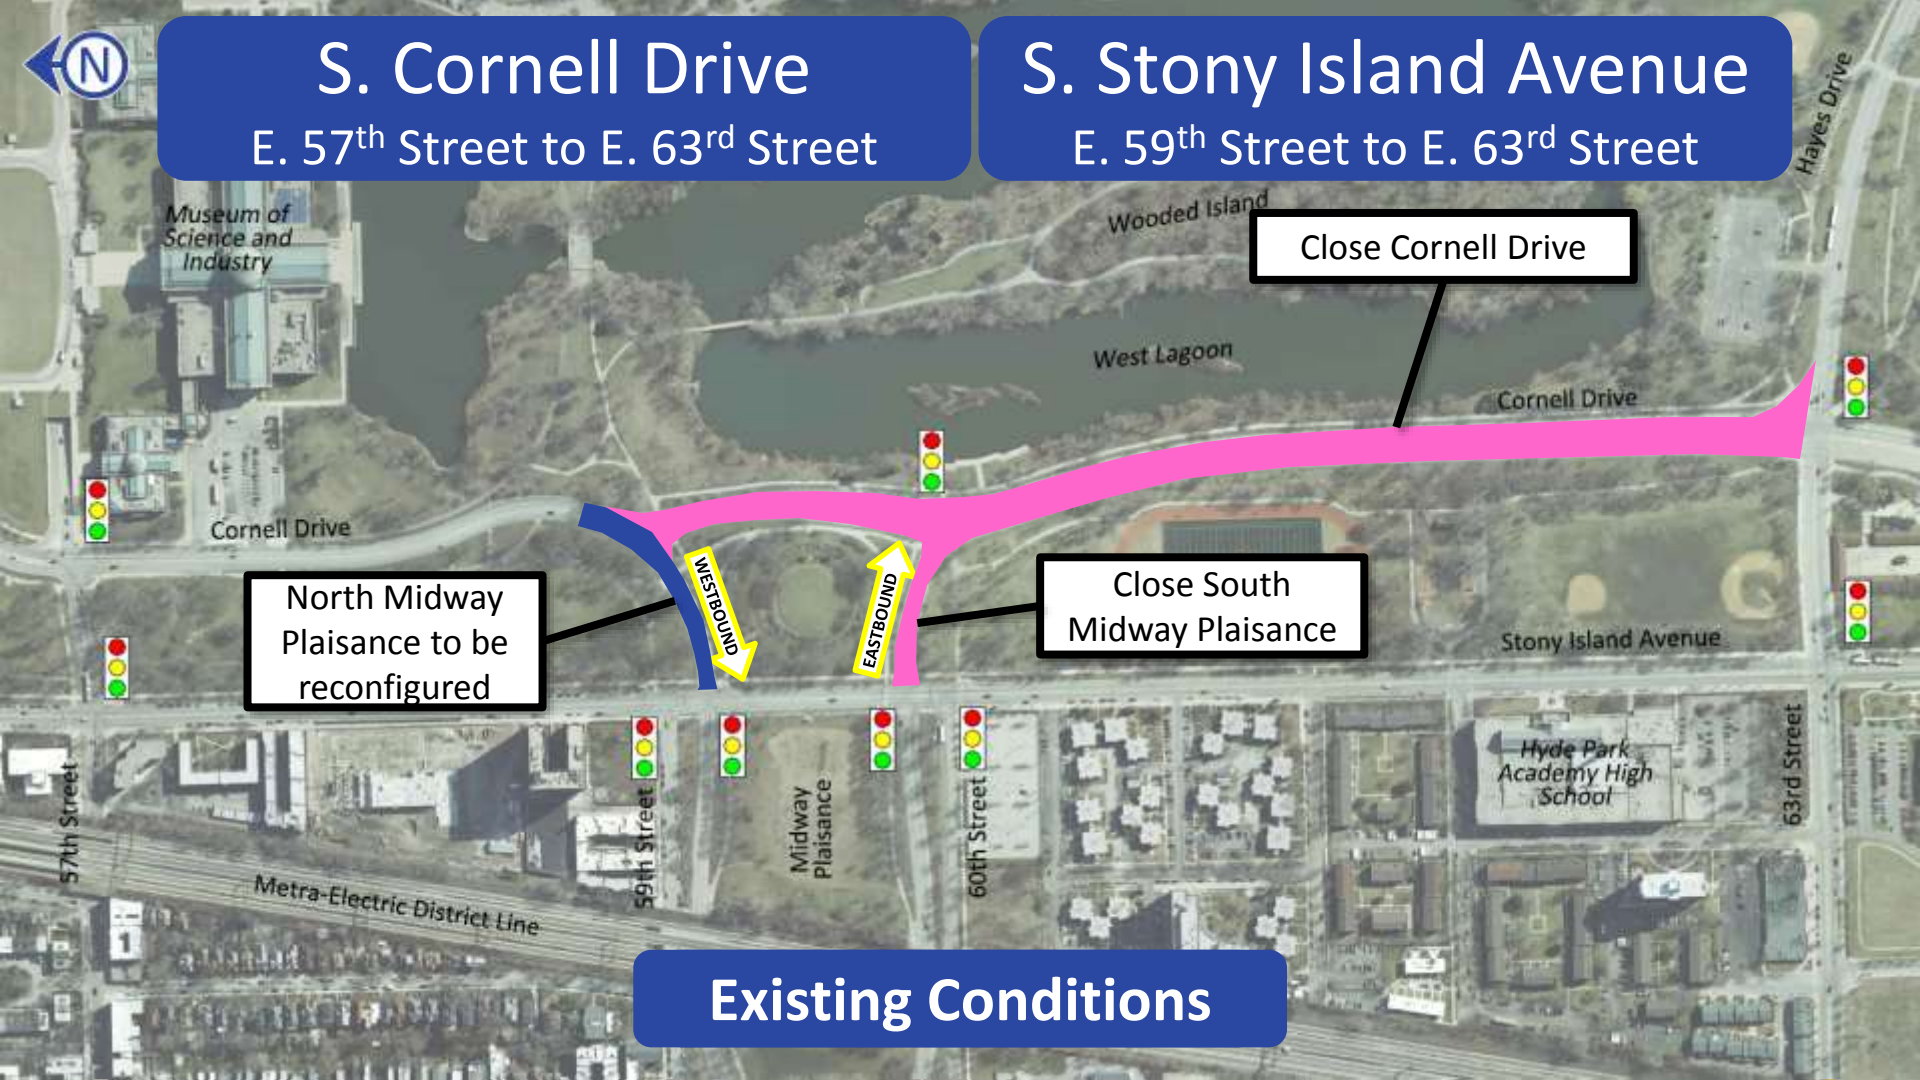 N
S. Cornell Drive
E. 57th Street to E. 63rd Street
S. Stony Island Avenue
E. 59th Street to E. 63rd Street
Hayes Drive
Museum of
Science and
Industry
Wooded Island
Close Cornell Drive
West Lagoon
Cornell Drive
Cornell Drive
WESTBOUND
EASTBOUND
North Midway
Plaisance to be
reconfigured
Close South
Midway Plaisance
Stony Island Avenue
57th Street
59th Street
Midway
Plaisance
60th Street
Hyde Park
Academy High
School
63rd Street
Metra-Electric District Line
Existing Conditions